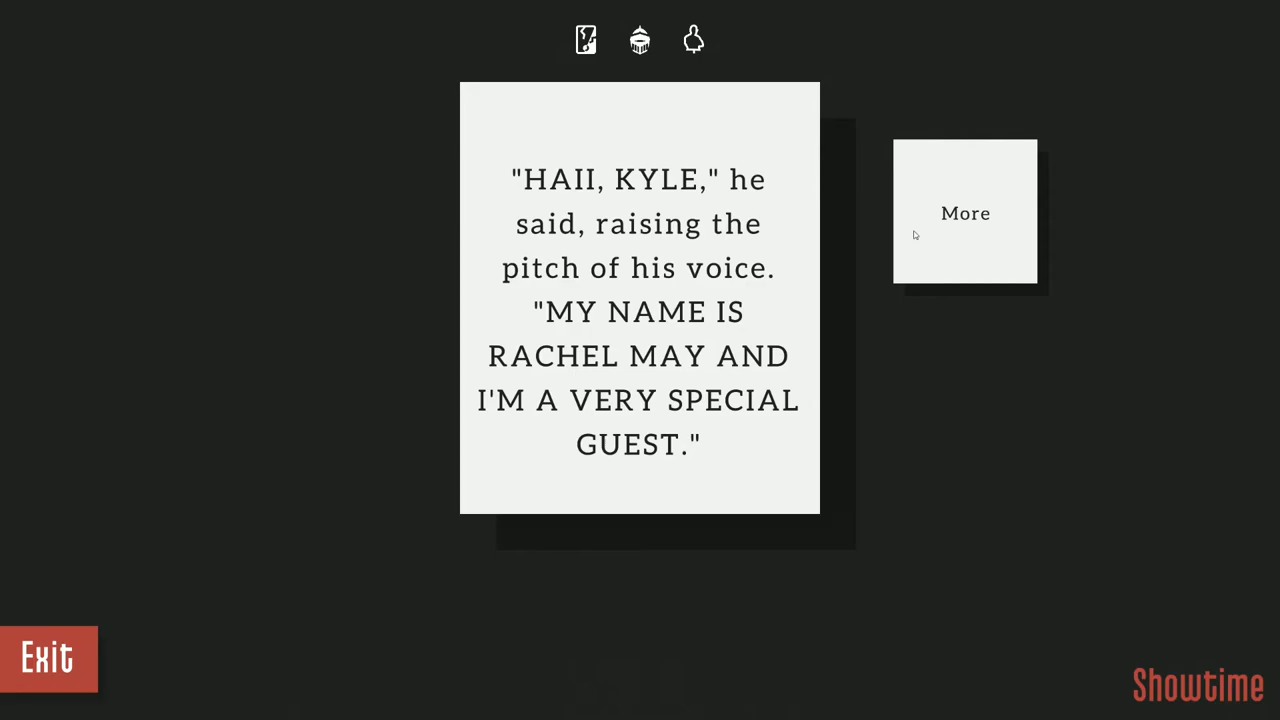 "HAII, KYLE," he
said, raising the
pitch of his voice.
"MY NAME IS
RACHEL MAY AND
I'M A VERY SPECIAL
GUEST."
More
Exit
Showtime